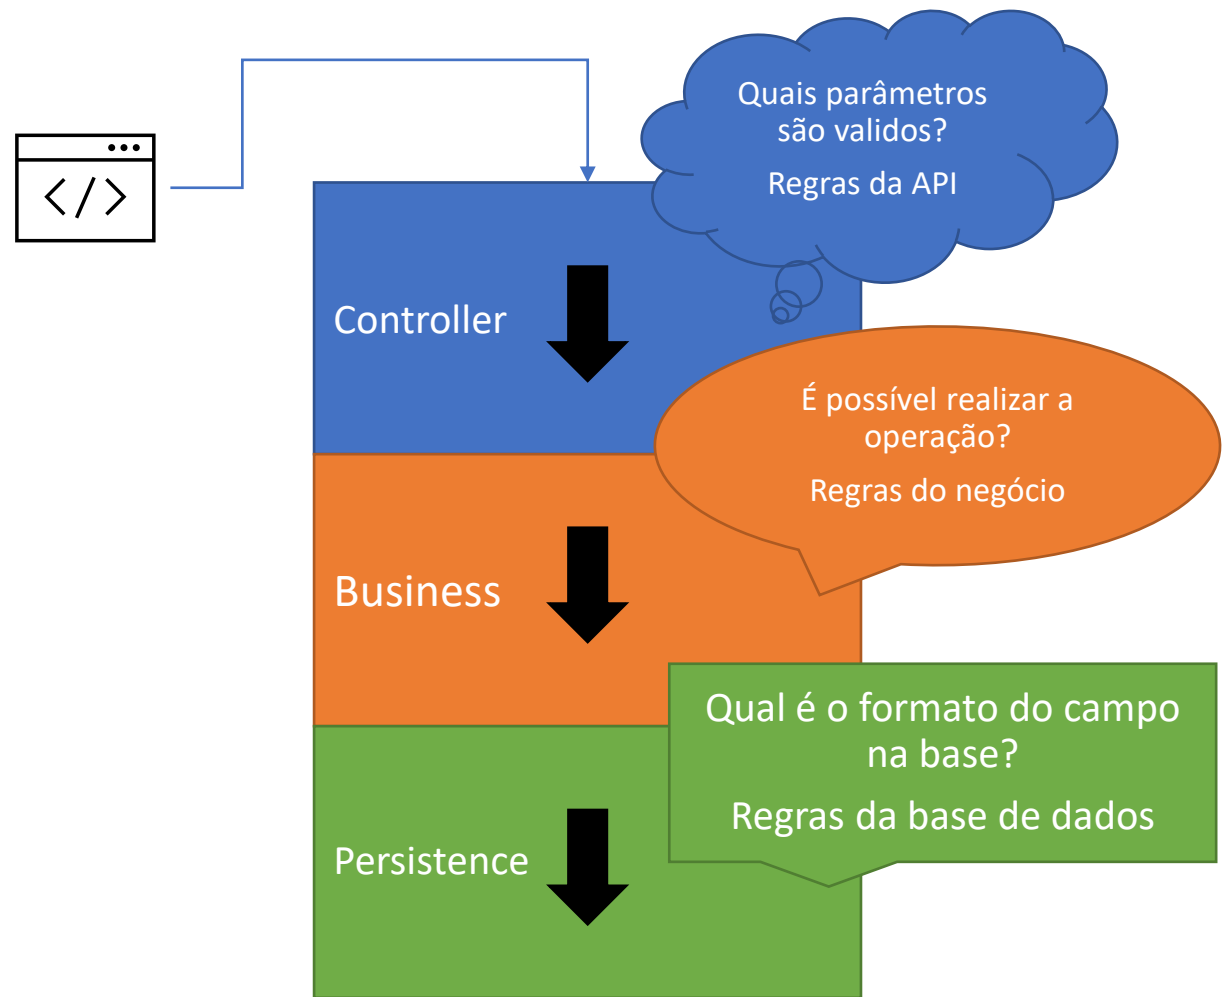 Quais parâmetros
são validos?
Regras da API
</>
Controller
É possível realizar a
operação?
Regras do negócio
Business
Qual é o formato do campo
na base?
Regras da base de dados
Persistence